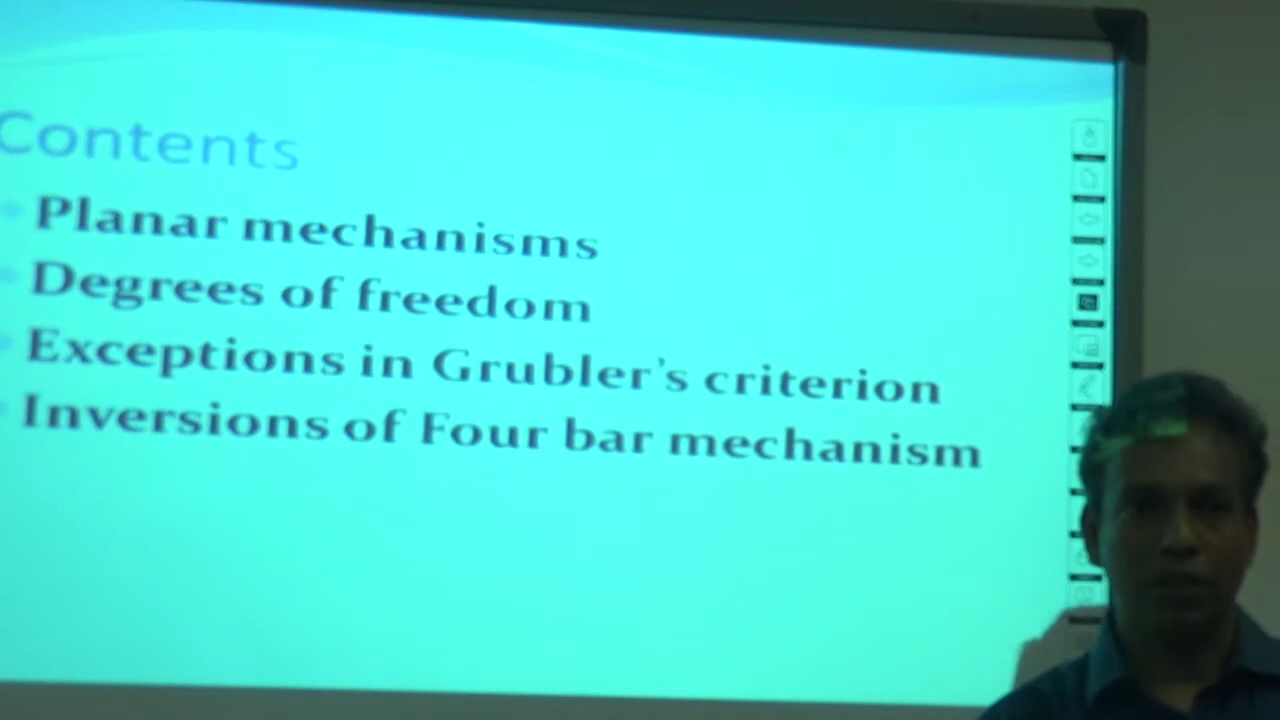 Contents
Planar mechanisms
Degrees of freedom
Exceptions in Grubler's criterion
Inversions of Four bar mechanism